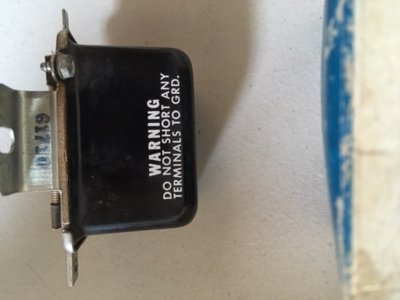 WARNING
DO NOT SHORT ANY
TERMINALS TO GRD.